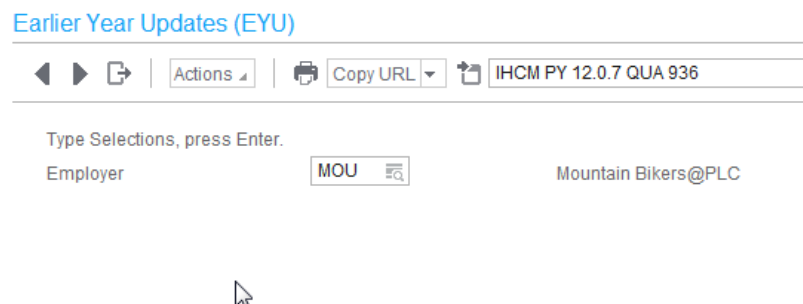 Earlier Year Updates (EYU)
Actions Copy URL IHCM PY 12.0.7 QUA 936
Type Selections, press Enter.
Employer MOU Mountain Bikers@PLC